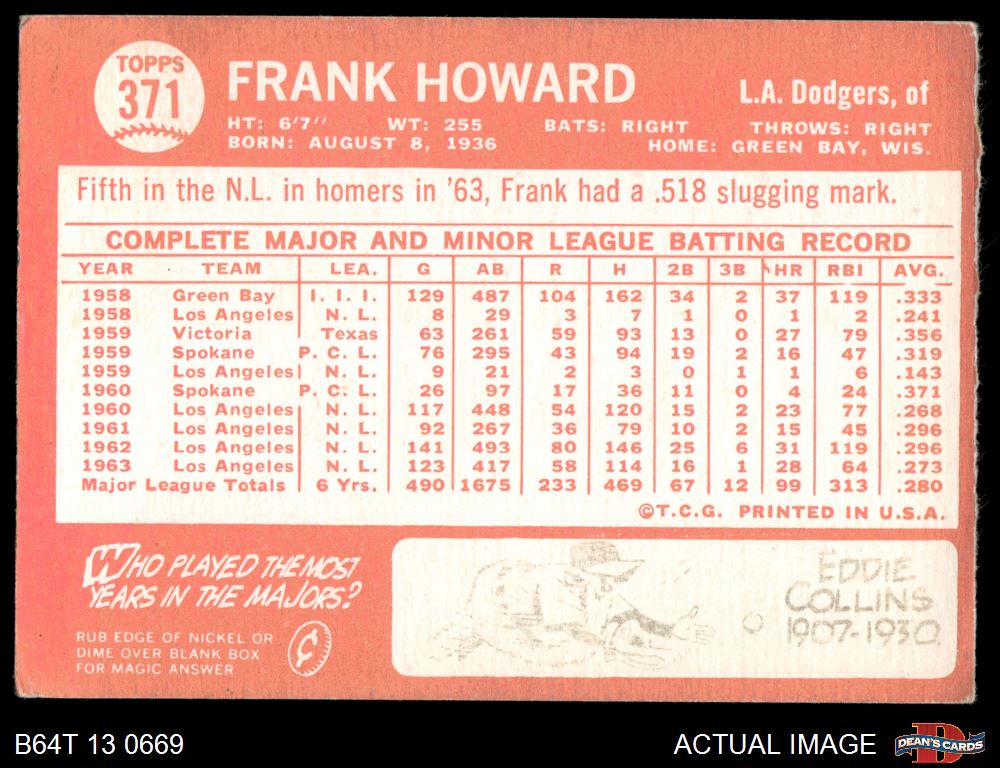 TOPPS
371
FRANK HOWARD
L.A. Dodgers, of
HT: 6'7" WT: 255 BATS: RIGHT THROWS: RIGHT
BORN: AUGUST 8, 1936 HOME: GREEN BAY, WIS.
Fifth in the N.L. in homers in '63, Frank had a .518 slugging mark.
COMPLETE MAJOR AND MINOR LEAGUE BATTING RECORD
YEAR TEAM LEA. G AB R H 2B 3B HR RBI AVG.
1958 Green Bay I. I. I. 129 487 104 162 34 2 37 119 .333
1958 Los Angeles N. L. 8 29 3 7 1 0 1 2 .241
1959 Victoria Texas 63 261 59 93 13 0 27 79 .356
1959 Spokane P. C. L. 76 295 43 94 19 2 16 47 .319
1959 Los Angeles N. L. 9 21 2 3 0 1 1 6 .143
1960 Spokane P. C. L. 26 97 17 36 11 0 4 24 .371
1960 Los Angeles N. L. 117 448 54 120 15 2 23 77 .268
1961 Los Angeles N. L. 92 267 36 79 10 2 15 45 .296
1962 Los Angeles N. L. 141 493 80 146 25 6 31 119 .296
1963 Los Angeles N. L. 123 417 58 114 16 1 28 64 .273
Major League Totals 6 Yrs. 490 1675 233 469 67 12 99 313 .280
©T.C.G. PRINTED IN U.S.A.
WHO PLAYED THE MOST
YEARS IN THE MAJORS?
RUB EDGE OF NICKEL OR
DIME OVER BLANK BOX
FOR MAGIC ANSWER
¢
EDDIE
COLLINS
1907-1930
B64T 13 0669
ACTUAL IMAGE
D
DEAN'S CARDS